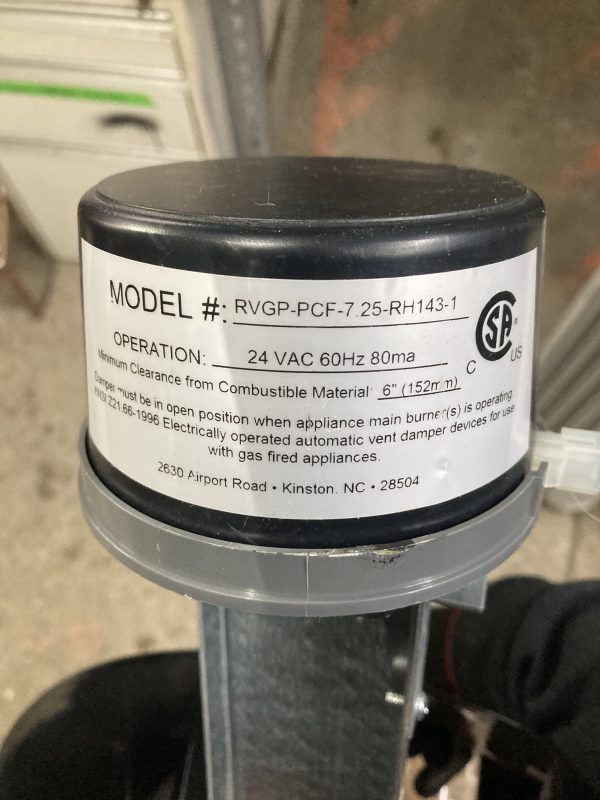 MODEL #: RVGP-PCF-7.25-RH143-1
SA
C US
OPERATION: 24 VAC 60Hz 80ma
Minimum Clearance from Combustible Material: 6" (152mm)
Damper must be in open position when appliance main burner(s) is operating.
ANSI Z21.66-1996 Electrically operated automatic vent damper devices for use
with gas fired appliances.
2630 Airport Road • Kinston, NC • 28504